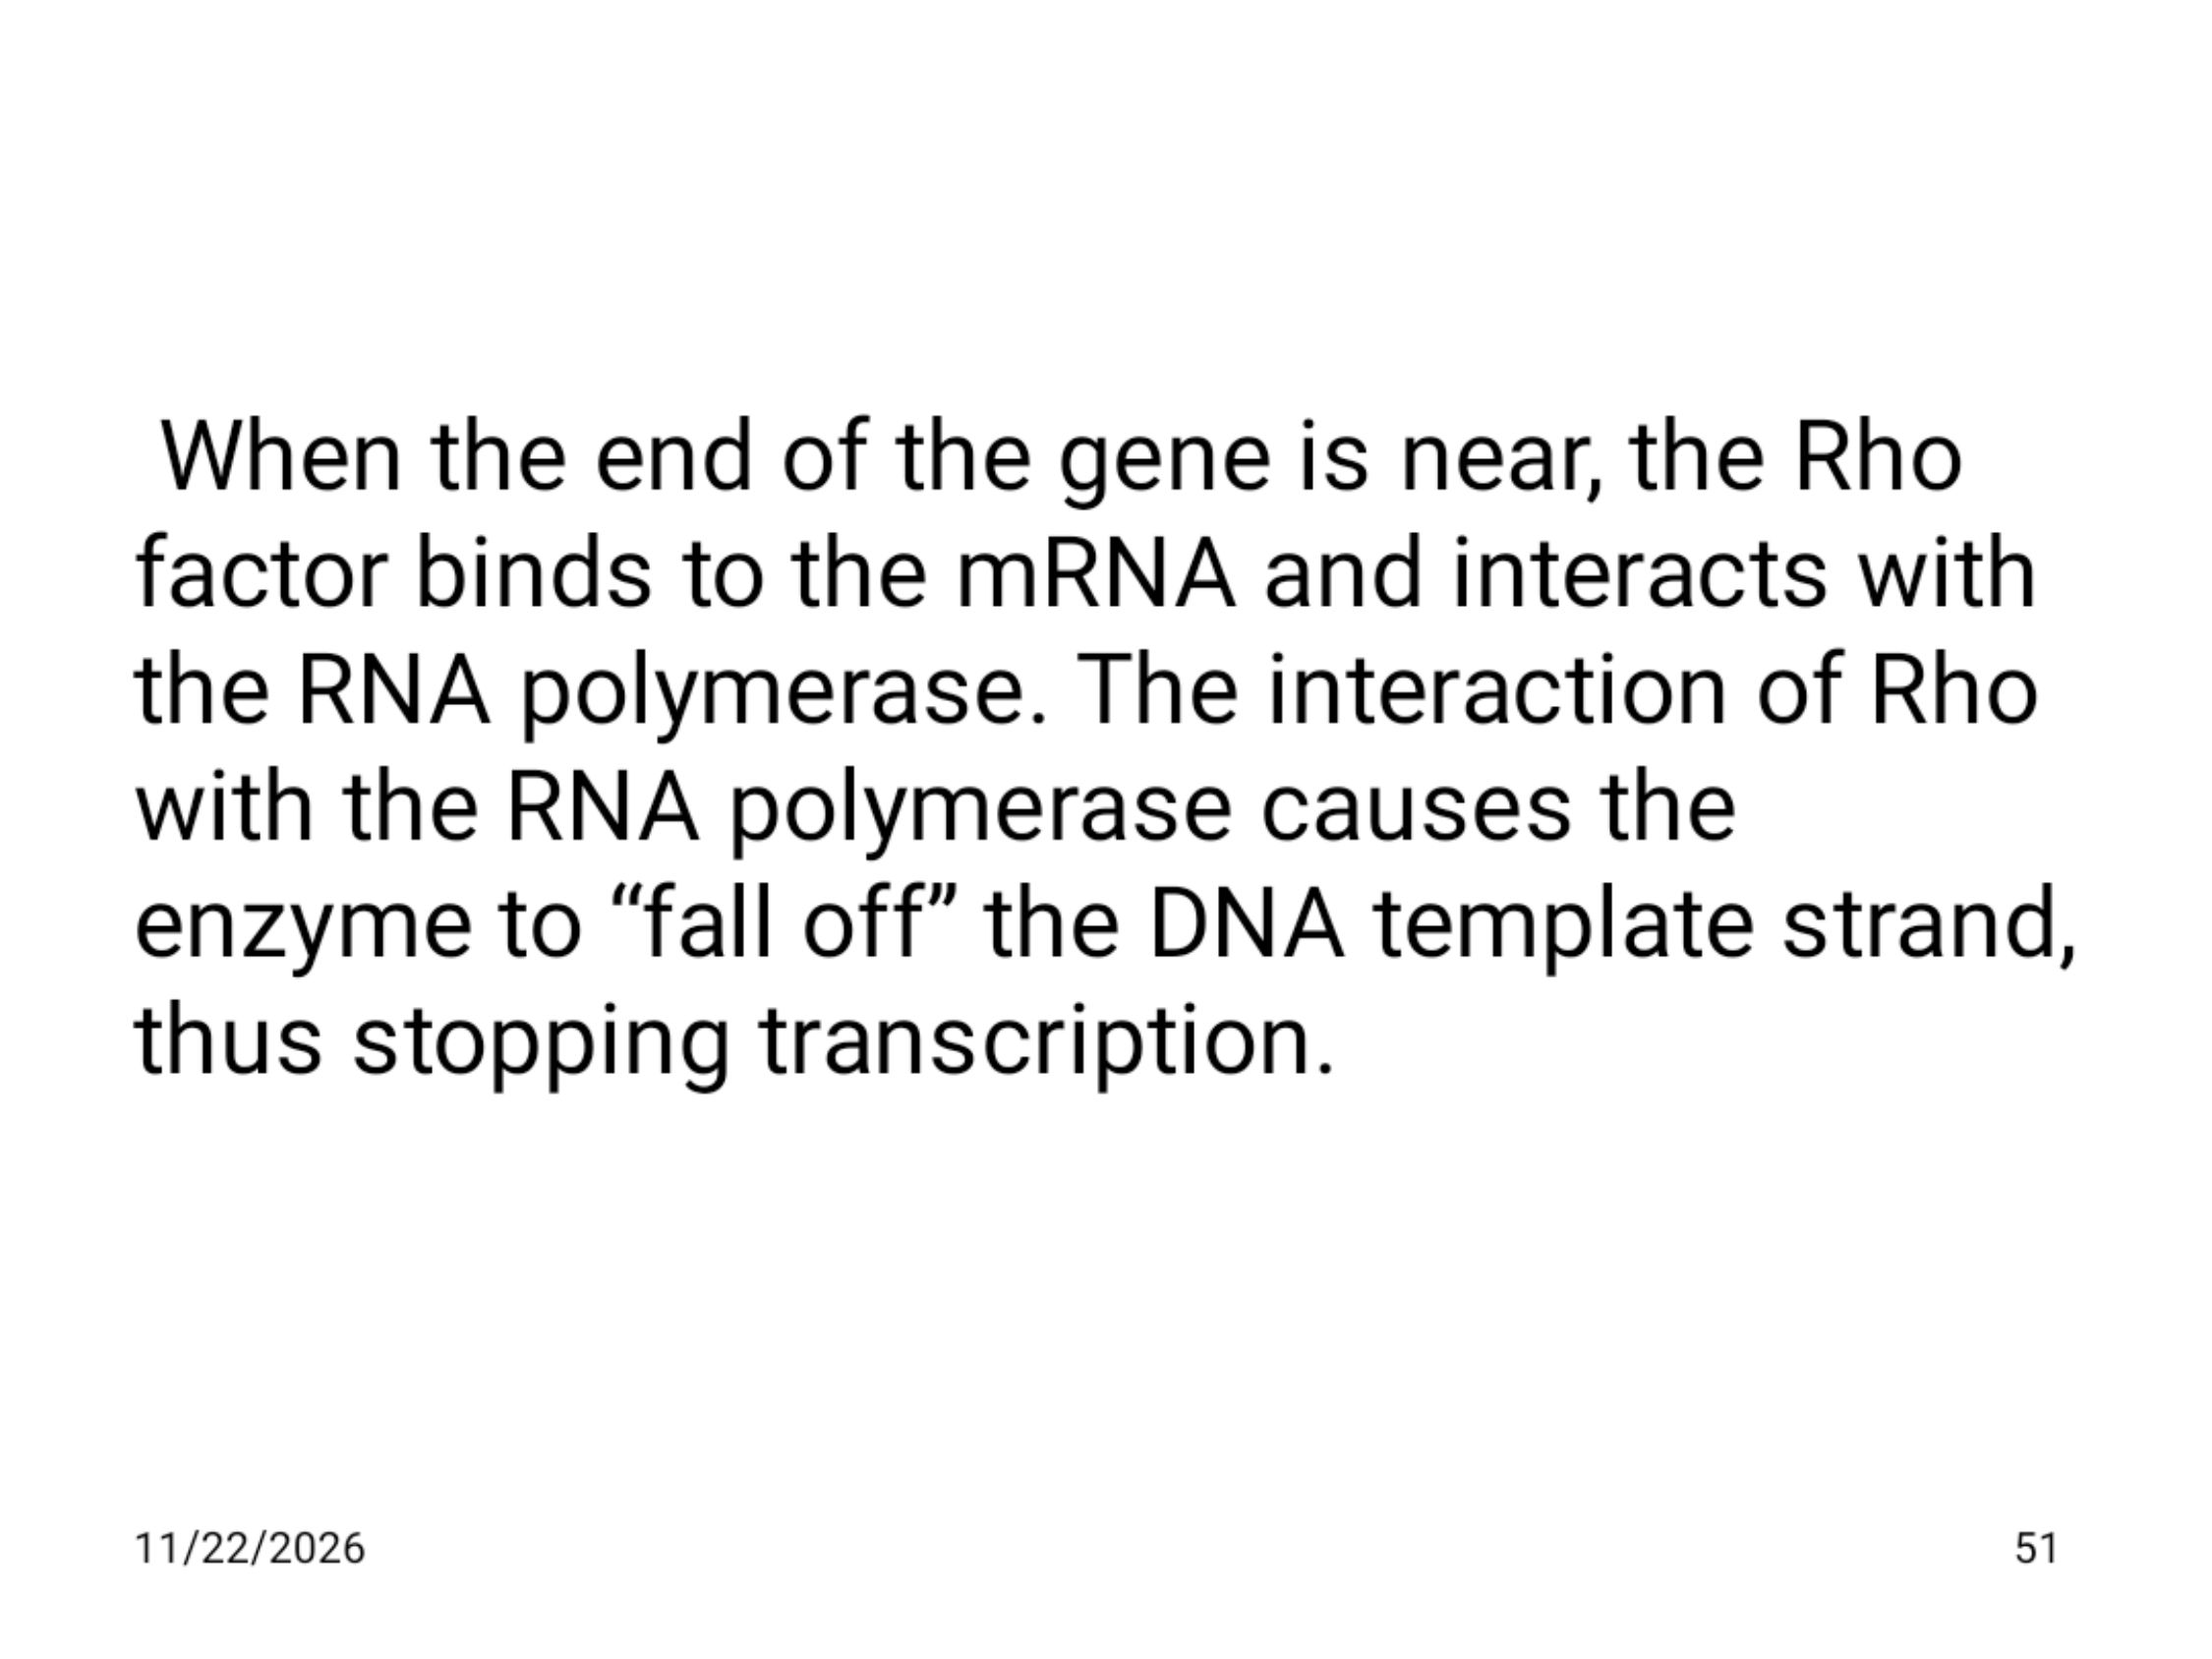 When the end of the gene is near, the Rho
factor binds to the mRNA and interacts with
the RNA polymerase. The interaction of Rho
with the RNA polymerase causes the
enzyme to “fall off” the DNA template strand,
thus stopping transcription.
11/22/2026
51